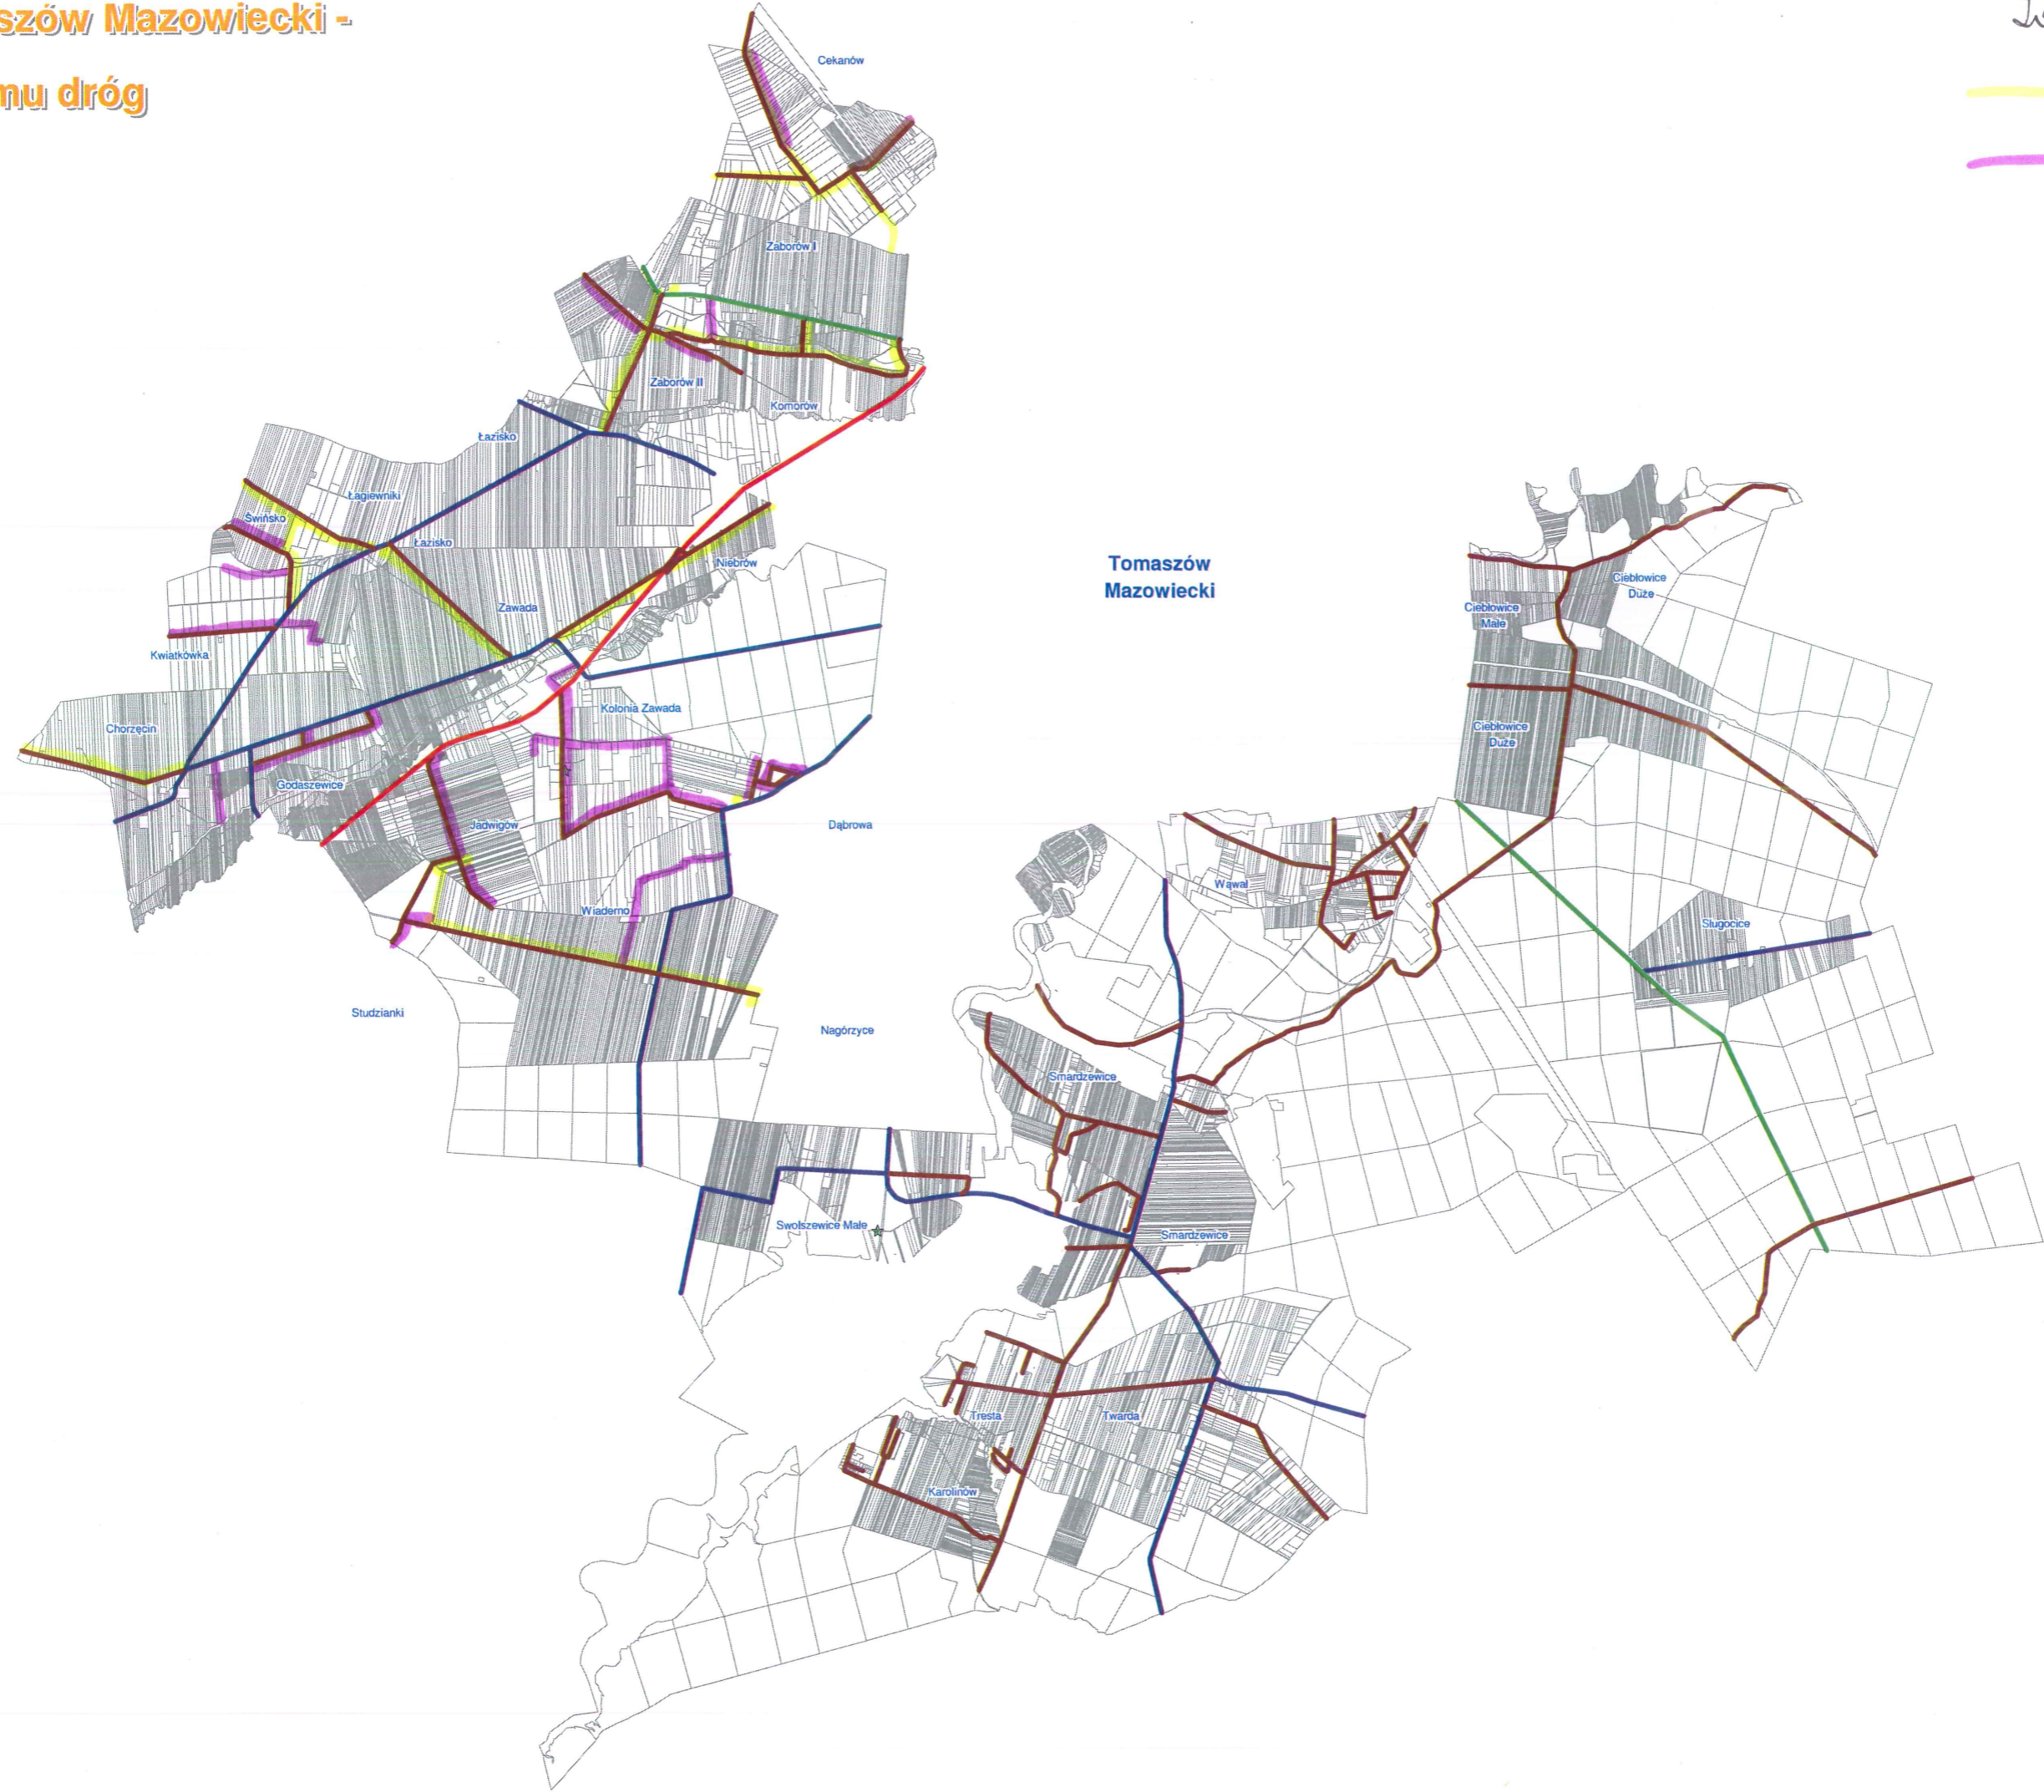 szów Mazowiecki -
mu dróg
Cekanów
Zaborów I
Zaborów II
Komorów
Łazisko
Łagiewniki
Świńsko
Łazisko
Niebrów
Zawada
Kwiatkówka
Kolonia Zawada
Chorzęcin
Godaszewice
Jadwigów
Dąbrowa
Wiaderno
Studzianki
Nagórzyce
Tomaszów
Mazowiecki
Ciebłowice
Duże
Ciebłowice
Małe
Ciebłowice
Duże
Wąwał
Sługocice
Smardzewice
Swolszewice Małe
Smardzewice
Tresta
Twarda
Karolinów